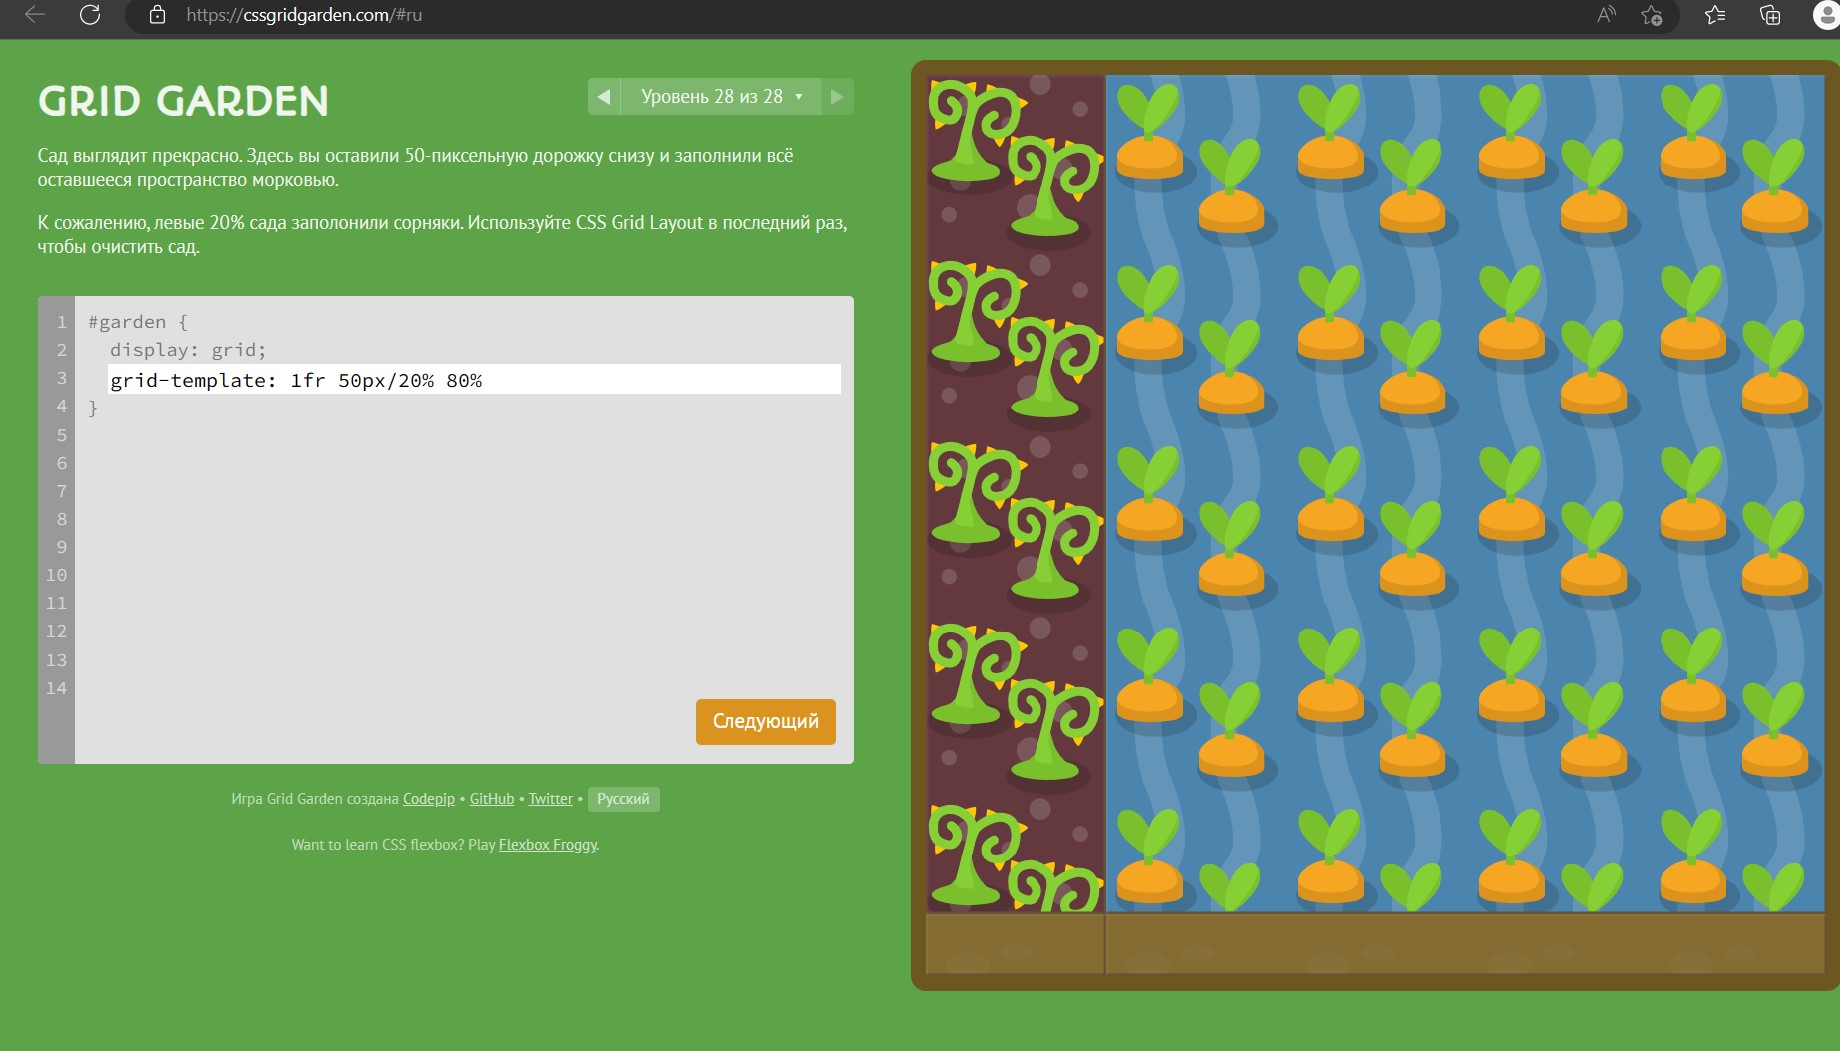 https://cssgridgarden.com/#ru
GRID GARDEN
Уровень 28 из 28
Сад выглядит прекрасно. Здесь вы оставили 50-пиксельную дорожку снизу и заполнили всё
оставшееся пространство морковью.
К сожалению, левые 20% сада заполонили сорняки. Используйте CSS Grid Layout в последний раз,
чтобы очистить сад.
1 #garden {
2 display: grid;
3 grid-template: 1fr 50px/20% 80%
4 }
5
6
7
8
9
10
11
12
13
14
Следующий
Игра Grid Garden создана Codepip • GitHub • Twitter • Русский
Want to learn CSS flexbox? Play Flexbox Froggy.